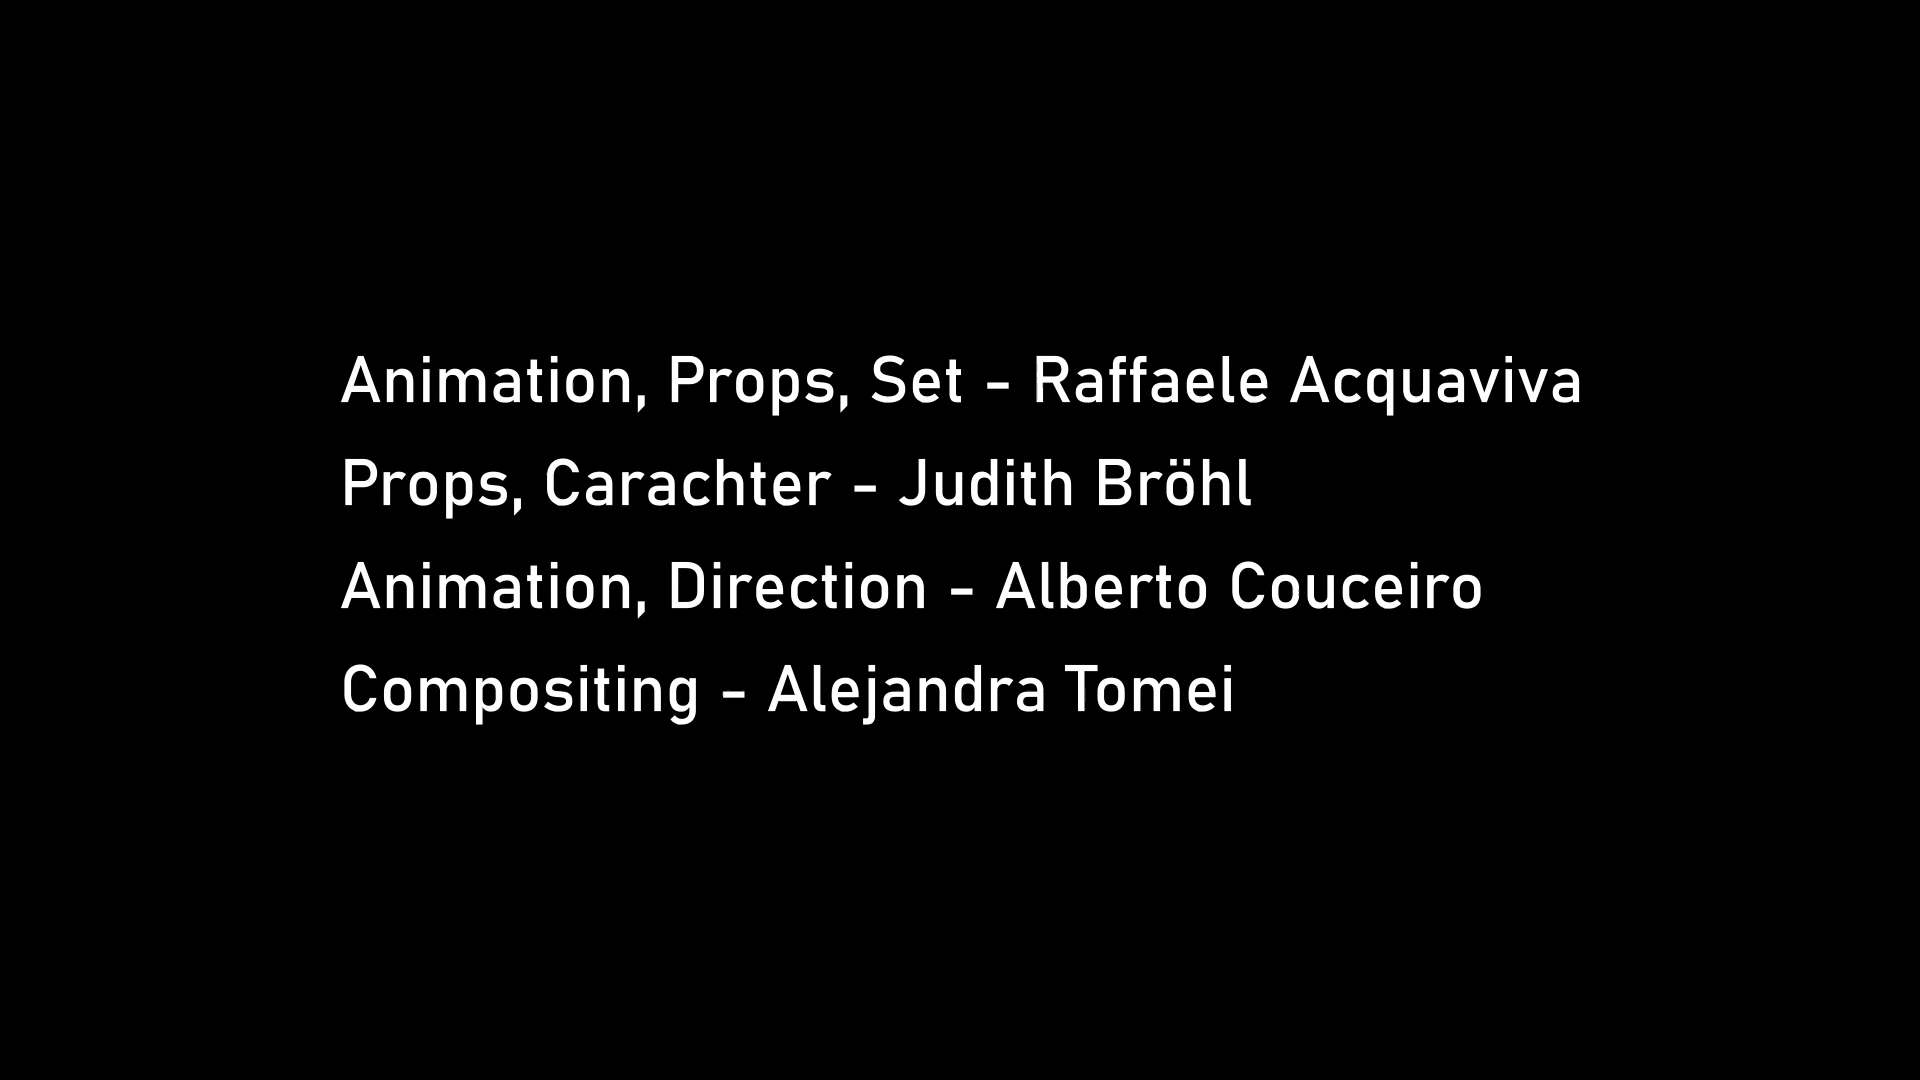 Animation, Props, Set - Raffaele Acquaviva
Props, Carachter - Judith Bröhl
Animation, Direction - Alberto Couceiro
Compositing - Alejandra Tomei